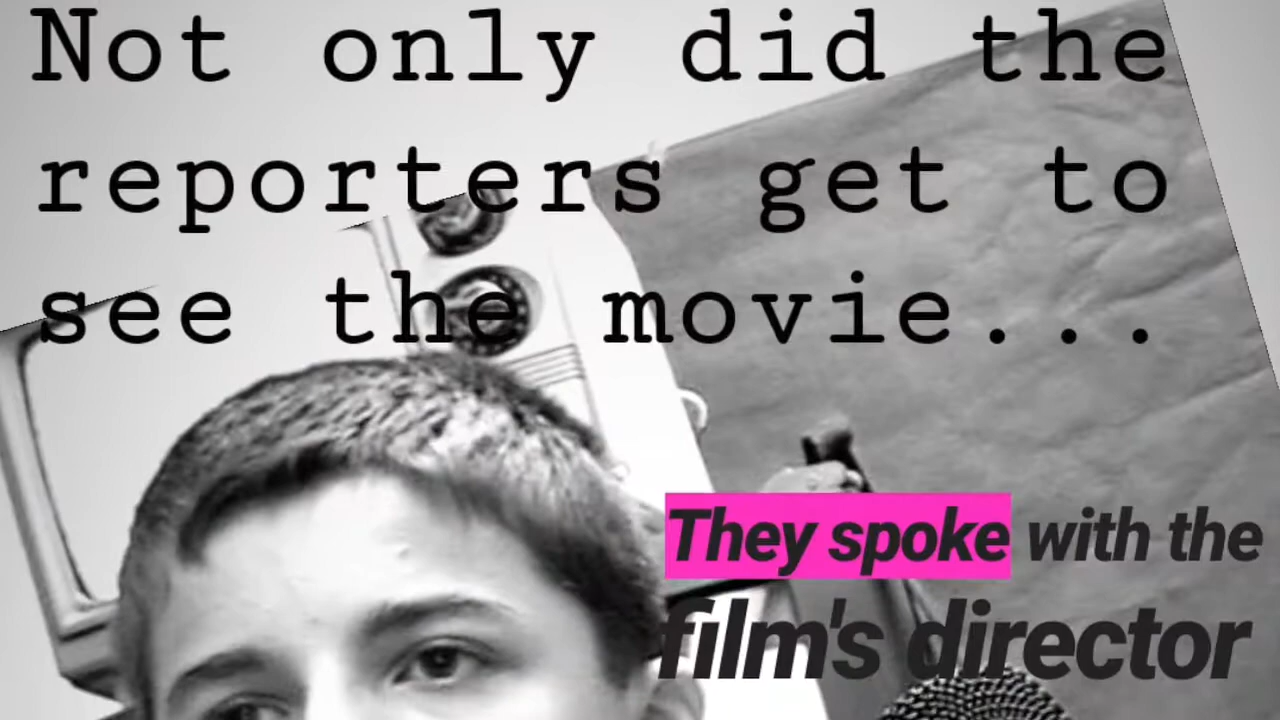 Not only did the
reporters get to
see the movie...
They spoke with the
film's director